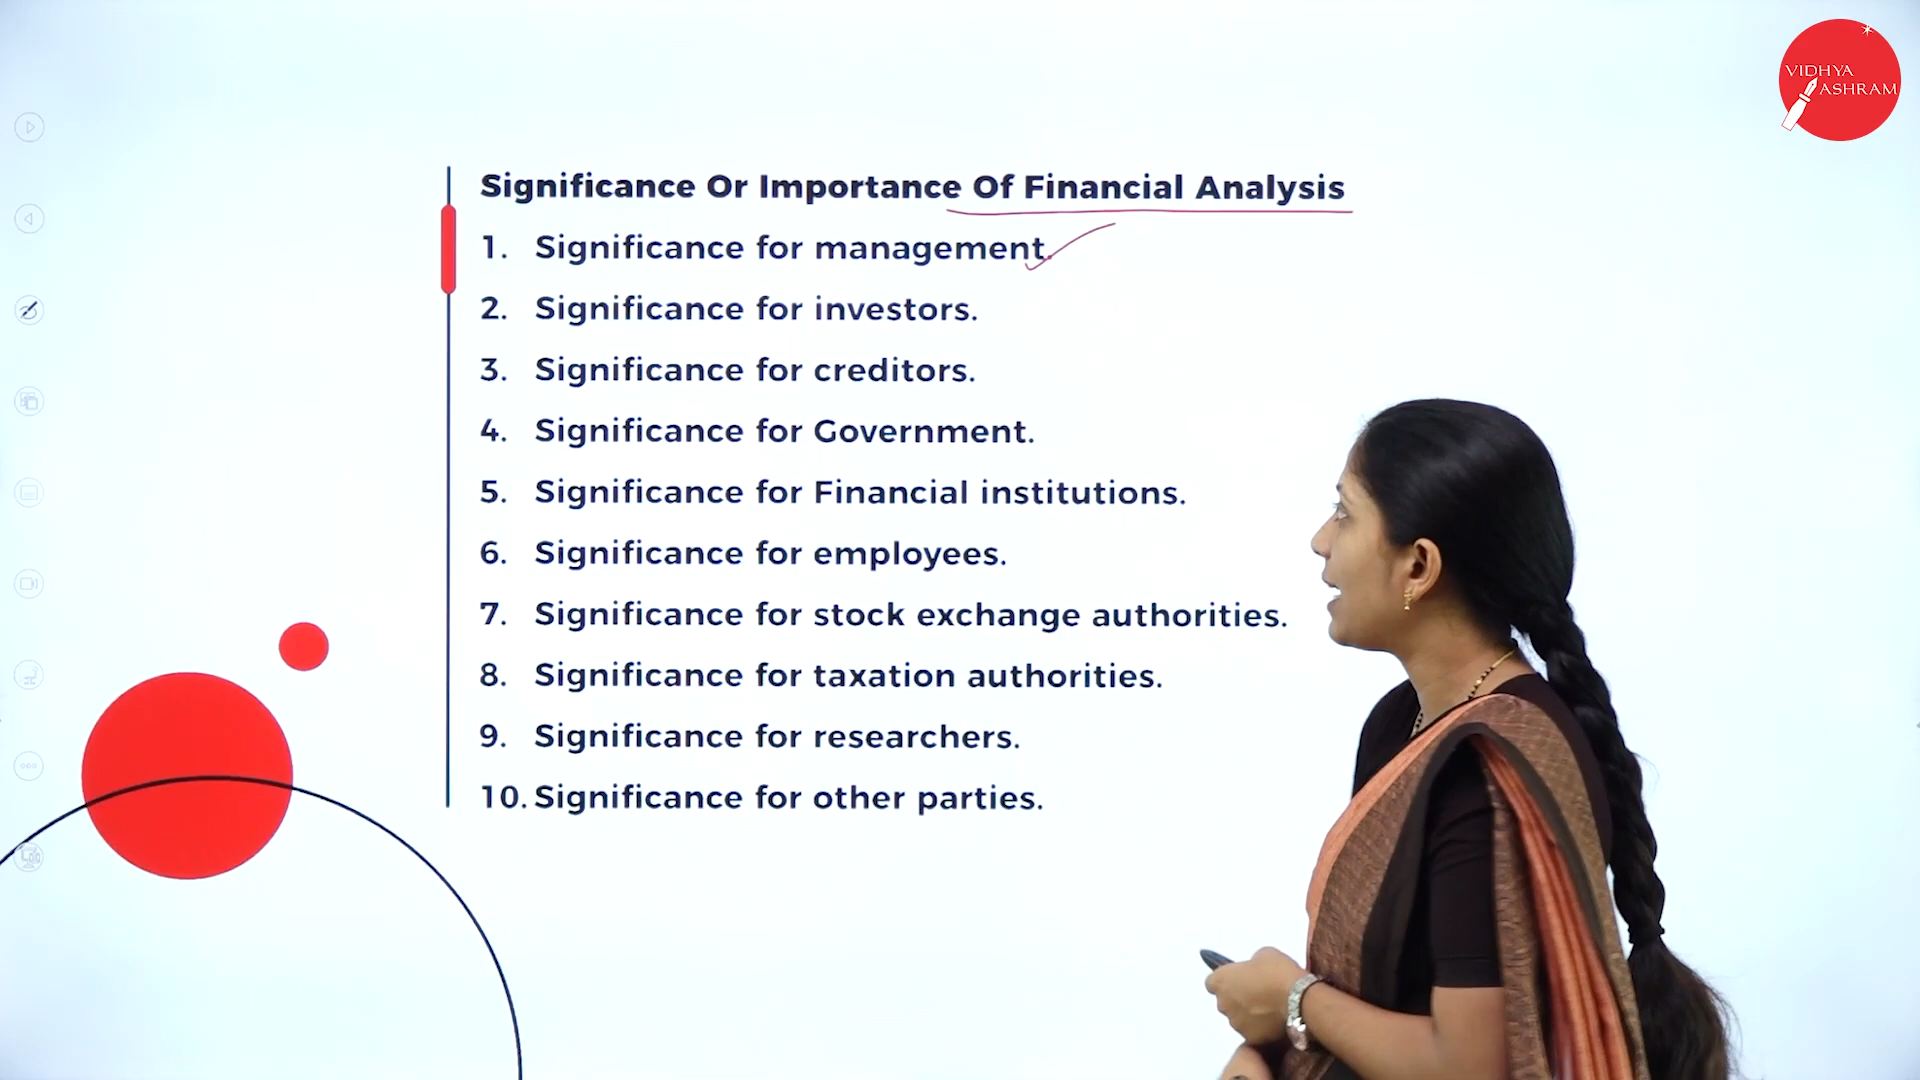 VIDHYA
ASHRAM
Significance Or Importance Of Financial Analysis
1. Significance for management.
2. Significance for investors.
3. Significance for creditors.
4. Significance for Government.
5. Significance for Financial institutions.
6. Significance for employees.
7. Significance for stock exchange authorities.
8. Significance for taxation authorities.
9. Significance for researchers.
10. Significance for other parties.